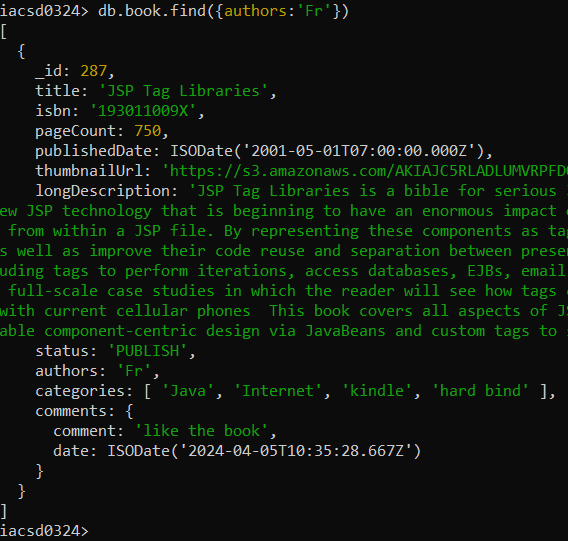 iacsd0324> db.book.find({authors:'Fr'})
[
  {
    _id: 287,
    title: 'JSP Tag Libraries',
    isbn: '193011009X',
    pageCount: 750,
    publishedDate: ISODate('2001-05-01T07:00:00.000Z'),
    thumbnailUrl: 'https://s3.amazonaws.com/AKIAJC5RLADLUMVRPFD
    longDescription: 'JSP Tag Libraries is a bible for serious
ew JSP technology that is beginning to have an enormous impact
 from within a JSP file. By representing these components as tag
s well as improve their code reuse and separation between prese
uding tags to perform iterations, access databases, EJBs, email
 full-scale case studies in which the reader will see how tags
with current cellular phones  This book covers all aspects of JS
able component-centric design via JavaBeans and custom tags to
    status: 'PUBLISH',
    authors: 'Fr',
    categories: [ 'Java', 'Internet', 'kindle', 'hard bind' ],
    comments: {
      comment: 'like the book',
      date: ISODate('2024-04-05T10:35:28.667Z')
    }
  }
]
iacsd0324>